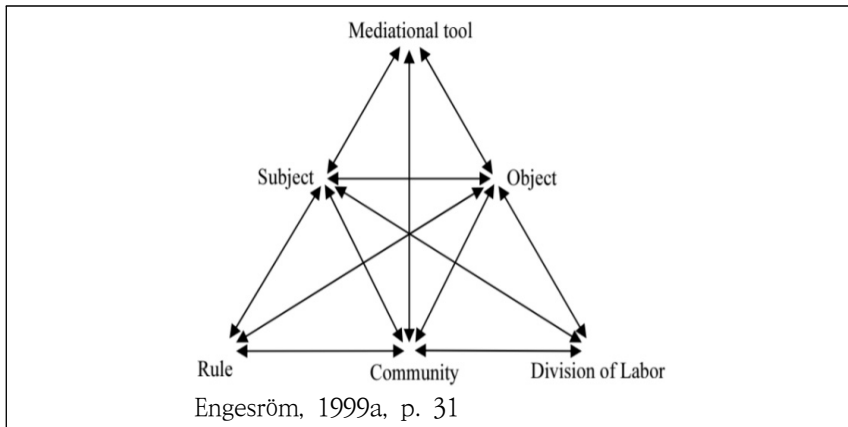 Mediational tool
Subject Object
Rule Community Division of Labor
Engesröm, 1999a, p. 31